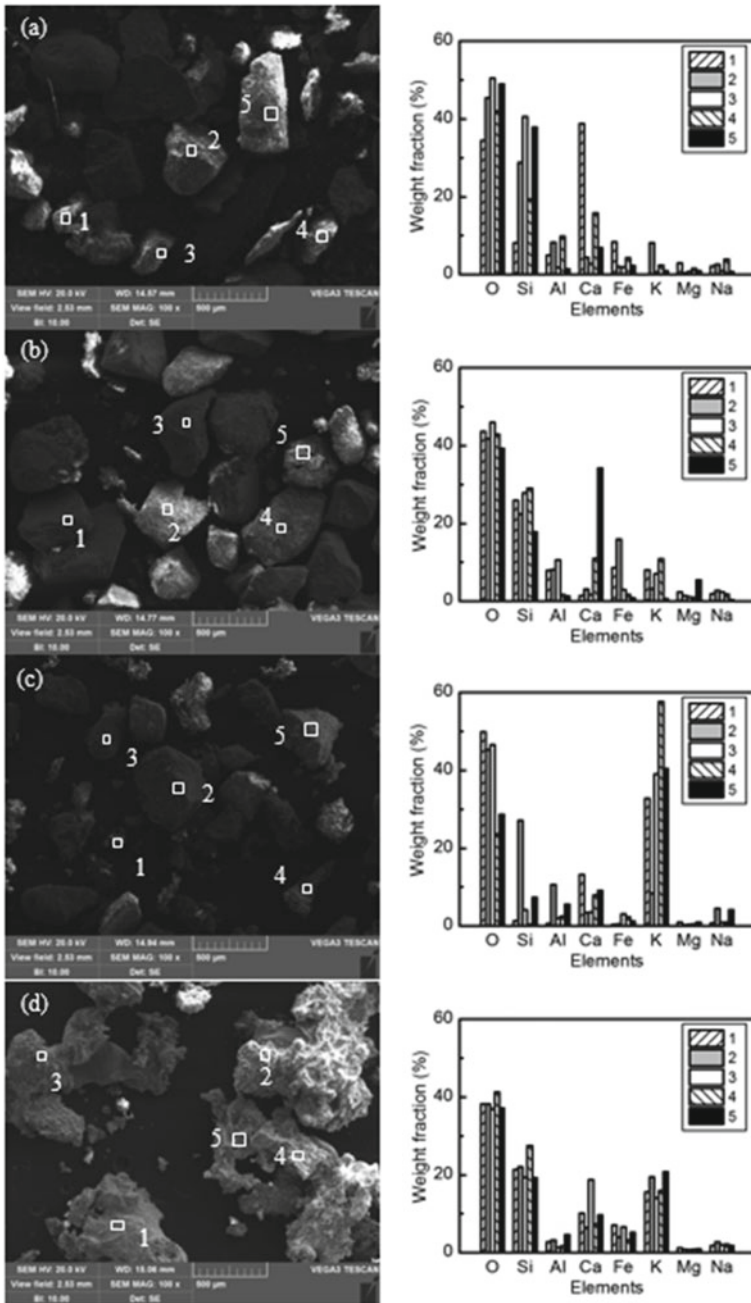 (a)
5
2
1
3
4
SEM HV: 20.0 kV WD: 14.57 mm VEGA3 TESCAN
View field: 2.53 mm SEM MAG: 100 x 500 µm
BI: 10.00 Det: SE
60
40
20
0
Weight fraction (%)
1
2
3
4
5
O Si Al Ca Fe K Mg Na
Elements
(b)
3
5
2
1
4
SEM HV: 20.0 kV WD: 14.77 mm VEGA3 TESCAN
View field: 2.53 mm SEM MAG: 100 x 500 µm
BI: 10.00 Det: SE
60
40
20
0
Weight fraction (%)
1
2
3
4
5
O Si Al Ca Fe K Mg Na
Elements
(c)
5
3
2
1
4
SEM HV: 20.0 kV WD: 14.94 mm VEGA3 TESCAN
View field: 2.53 mm SEM MAG: 100 x 500 µm
BI: 10.00 Det: SE
60
40
20
0
Weight fraction (%)
1
2
3
4
5
O Si Al Ca Fe K Mg Na
Elements
(d)
3
2
5
4
1
SEM HV: 20.0 kV WD: 15.06 mm VEGA3 TESCAN
View field: 2.53 mm SEM MAG: 100 x 500 µm
BI: 10.00 Det: SE
60
40
20
0
Weight fraction (%)
1
2
3
4
5
O Si Al Ca Fe K Mg Na
Elements